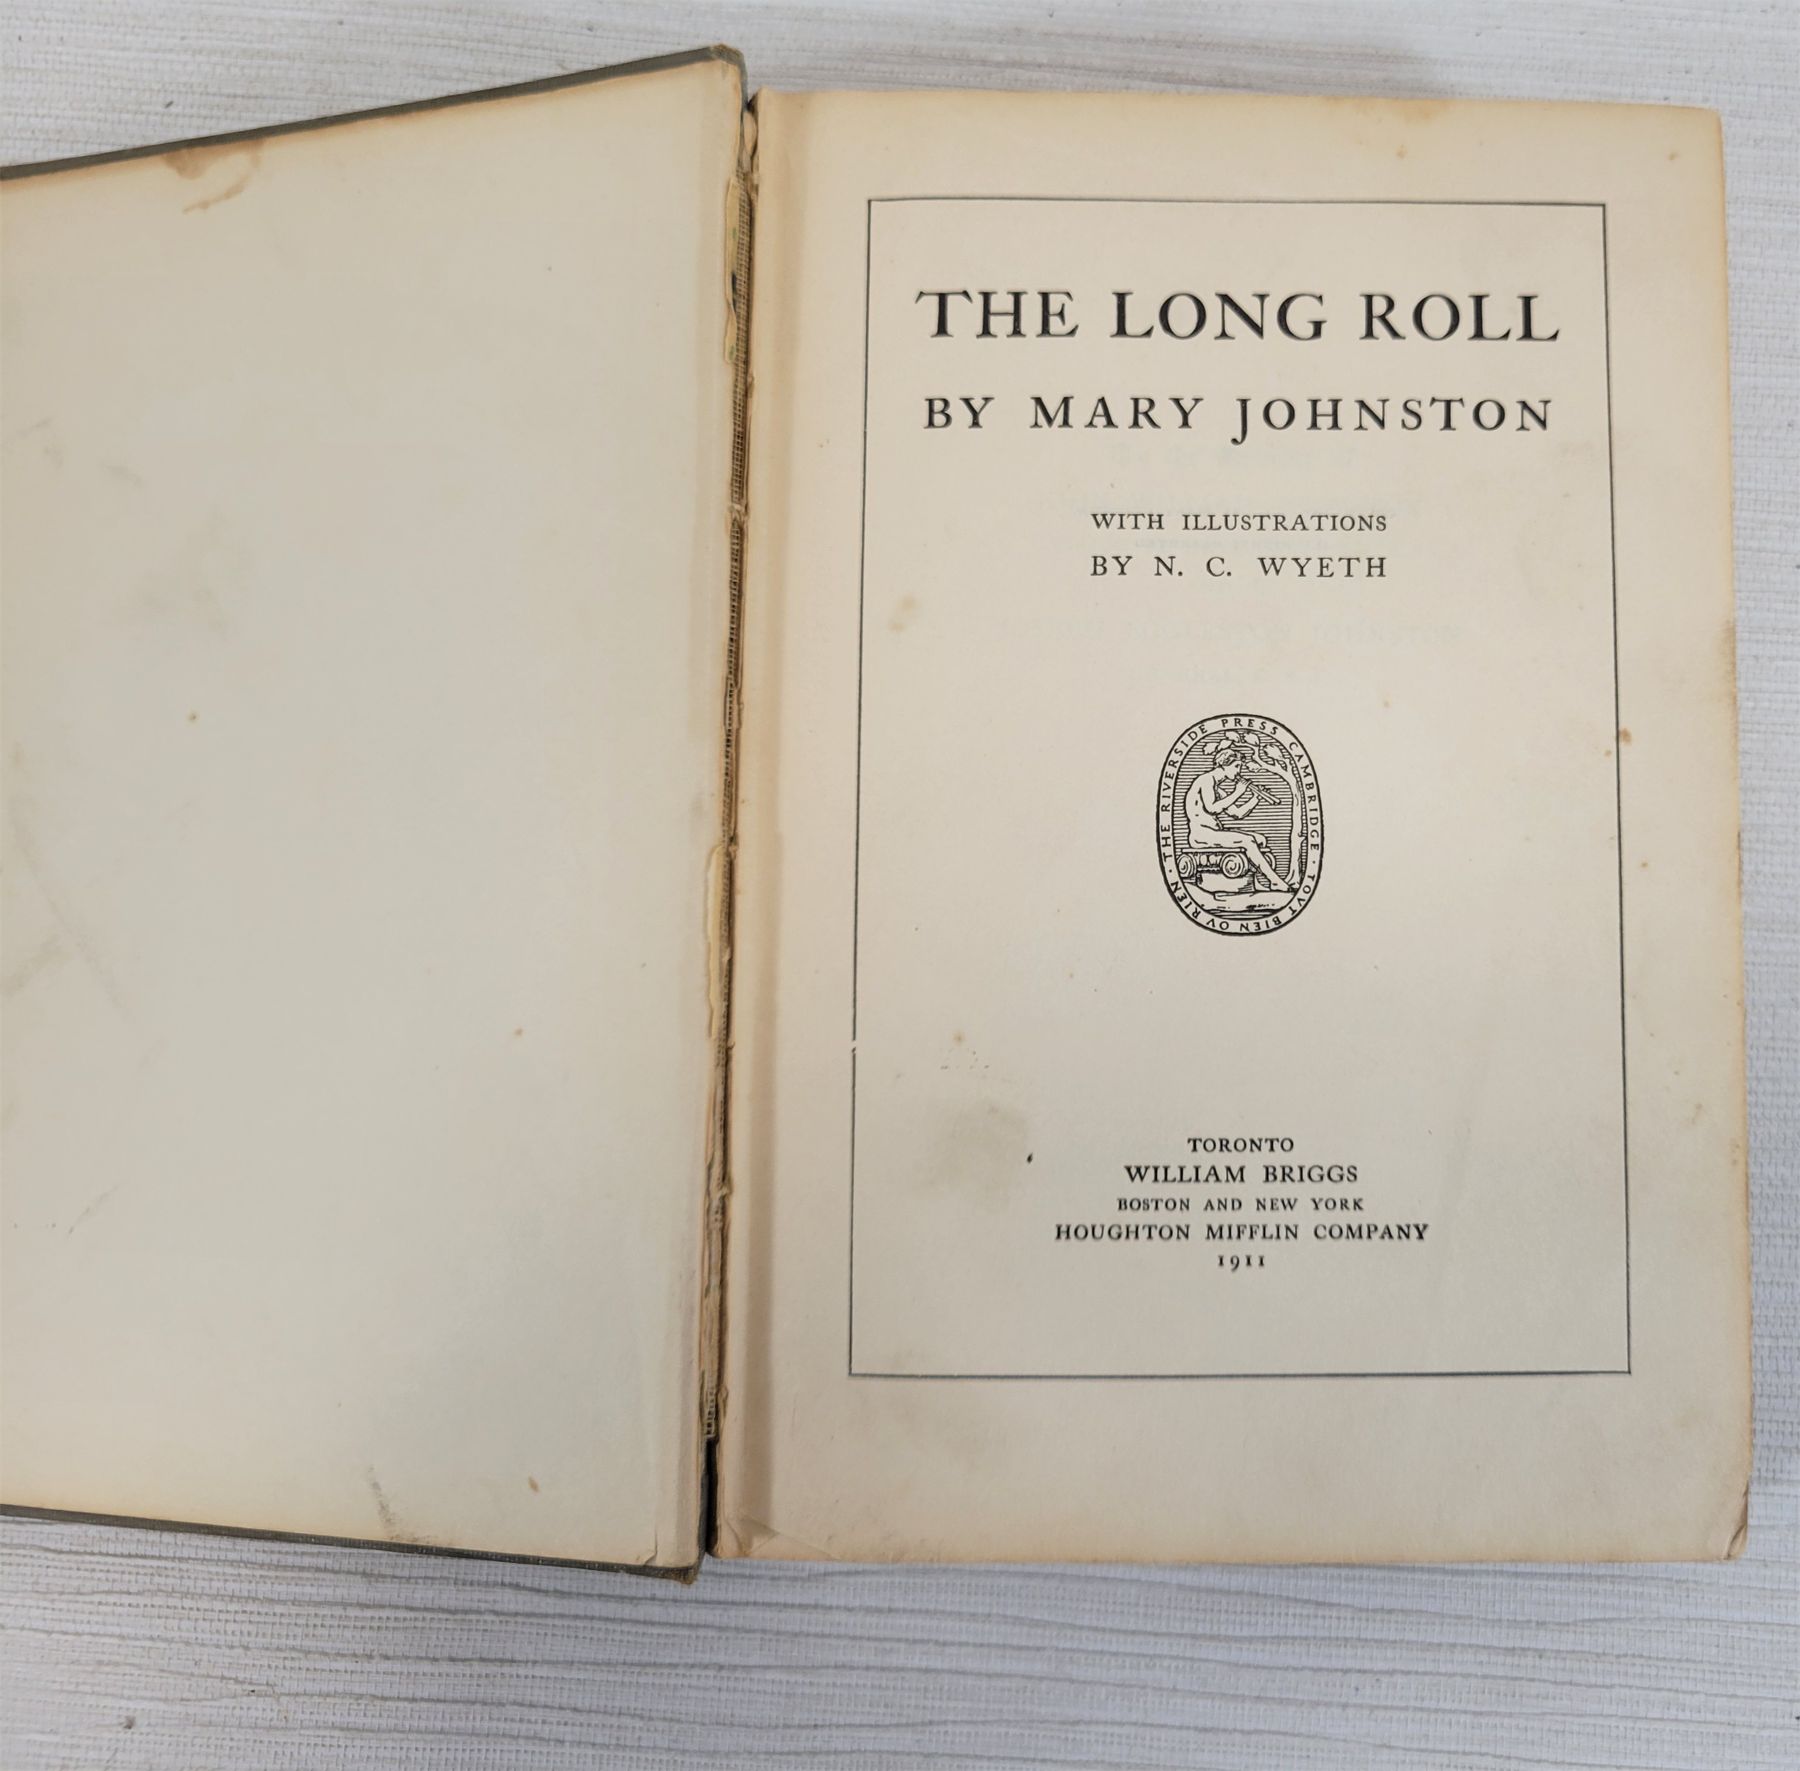 THE LONG ROLL
BY MARY JOHNSTON
WITH ILLUSTRATIONS
BY N. C. WYETH
THE RIVERSIDE PRESS CAMBRIDGE · TOVT BIEN OV RIEN ·
TORONTO
WILLIAM BRIGGS
BOSTON AND NEW YORK
HOUGHTON MIFFLIN COMPANY
1911